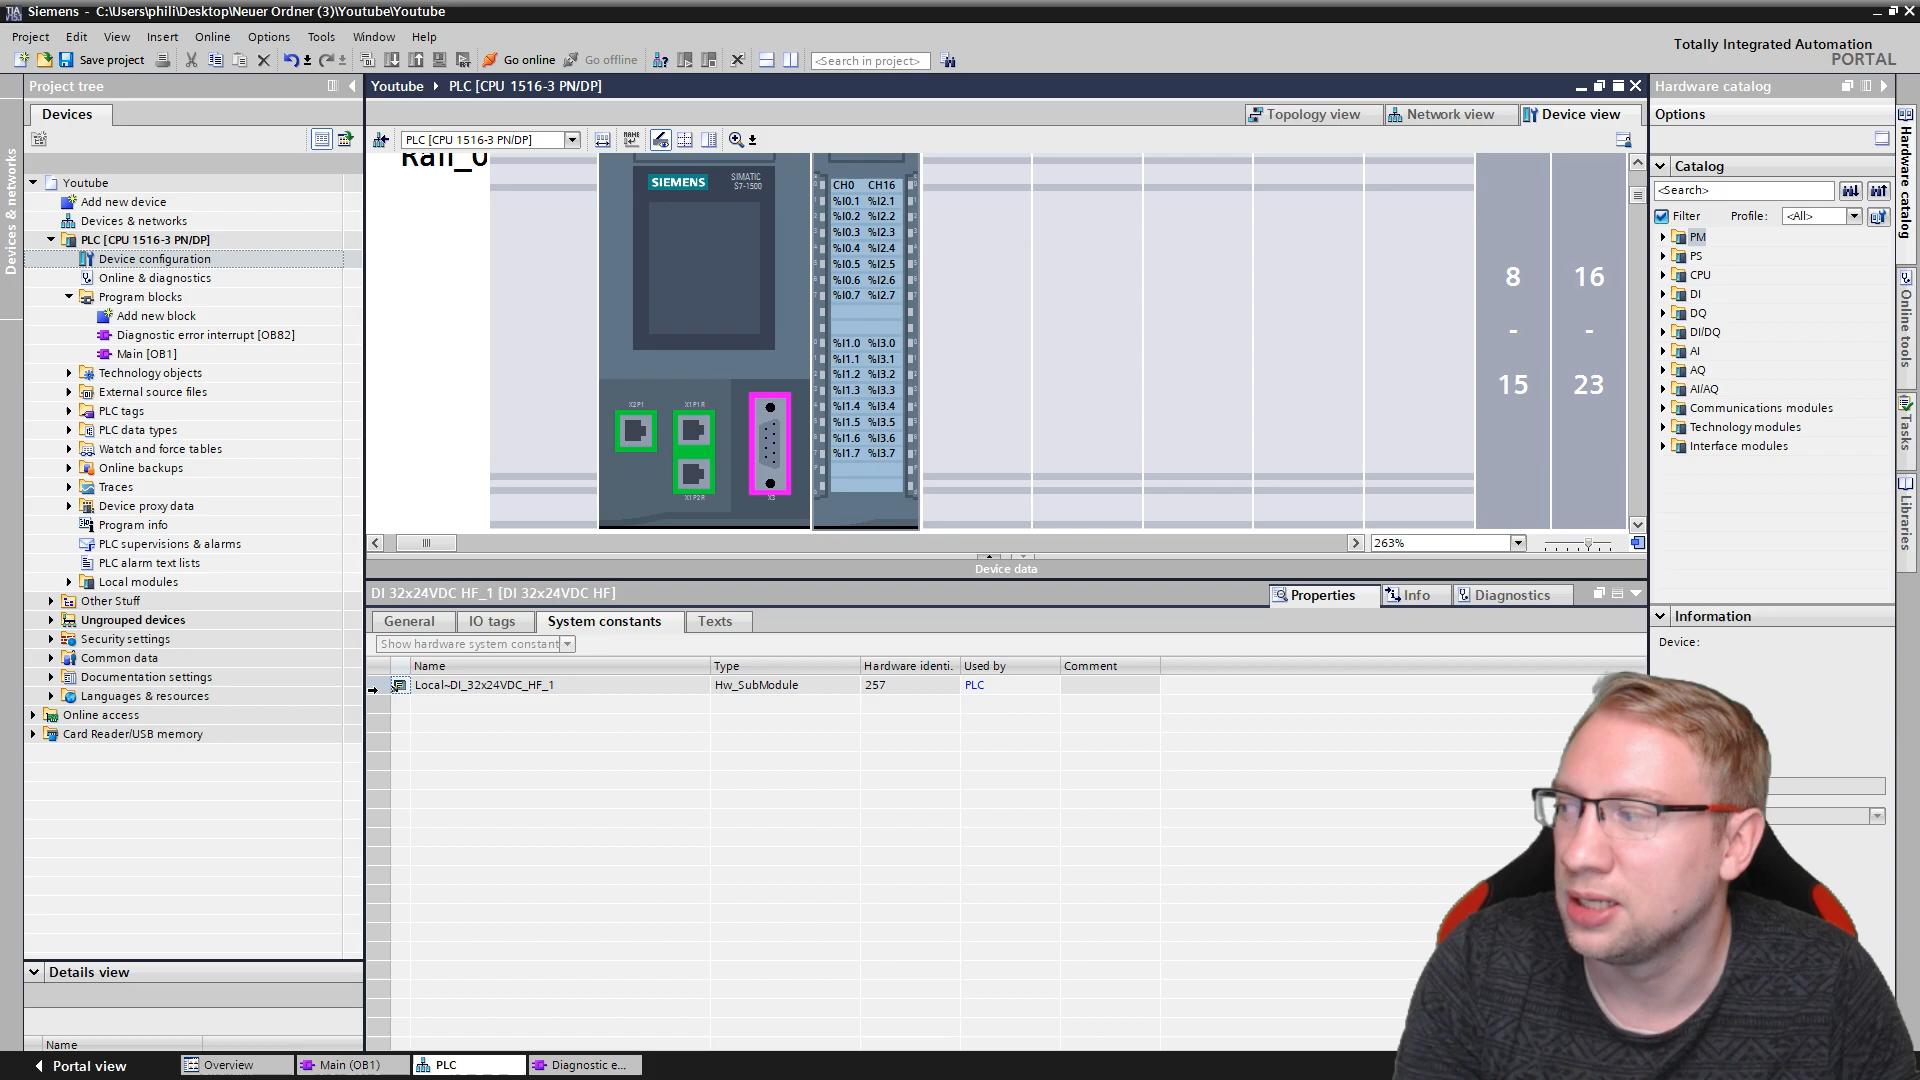 Siemens - C:\Users\phili\Desktop\Neuer Ordner (3)\Youtube\Youtube
Project Edit View Insert Online Options Tools Window Help
Totally Integrated Automation
PORTAL
Save project
Go online
Go offline
<Search in project>
Project tree
Youtube ▸ PLC [CPU 1516-3 PN/DP]
Hardware catalog
Devices
Topology view
Network view
Device view
Options
PLC [CPU 1516-3 PN/DP]
Devices & networks
Youtube
Add new device
Devices & networks
PLC [CPU 1516-3 PN/DP]
Device configuration
Online & diagnostics
Program blocks
Add new block
Diagnostic error interrupt [OB82]
Main [OB1]
Technology objects
External source files
PLC tags
PLC data types
Watch and force tables
Online backups
Traces
Device proxy data
Program info
PLC supervisions & alarms
PLC alarm text lists
Local modules
Other Stuff
Ungrouped devices
Security settings
Common data
Documentation settings
Languages & resources
Online access
Card Reader/USB memory
Details view
Name
Rail_0
SIEMENS
SIMATIC
S7-1500
X2P1
X1P1R
X1P2R
X3
CH0 CH16
%I0.1 %I2.1
%I0.2 %I2.2
%I0.3 %I2.3
%I0.4 %I2.4
%I0.5 %I2.5
%I0.6 %I2.6
%I0.7 %I2.7
%I1.0 %I3.0
%I1.1 %I3.1
%I1.2 %I3.2
%I1.3 %I3.3
%I1.4 %I3.4
%I1.5 %I3.5
%I1.6 %I3.6
%I1.7 %I3.7
8 16
- -
15 23
263%
Device data
DI 32x24VDC HF_1 [DI 32x24VDC HF]
Properties
Info
Diagnostics
General
IO tags
System constants
Texts
Show hardware system constant
Name Type Hardware identi. Used by Comment
Local~DI_32x24VDC_HF_1 Hw_SubModule 257 PLC
Catalog
<Search>
Filter
Profile:
<All>
PM
PS
CPU
DI
DQ
DI/DQ
AI
AQ
AI/AQ
Communications modules
Technology modules
Interface modules
Information
Device:
Hardware catalog
Online tools
Tasks
Libraries
Portal view
Overview
Main (OB1)
PLC
Diagnostic e...